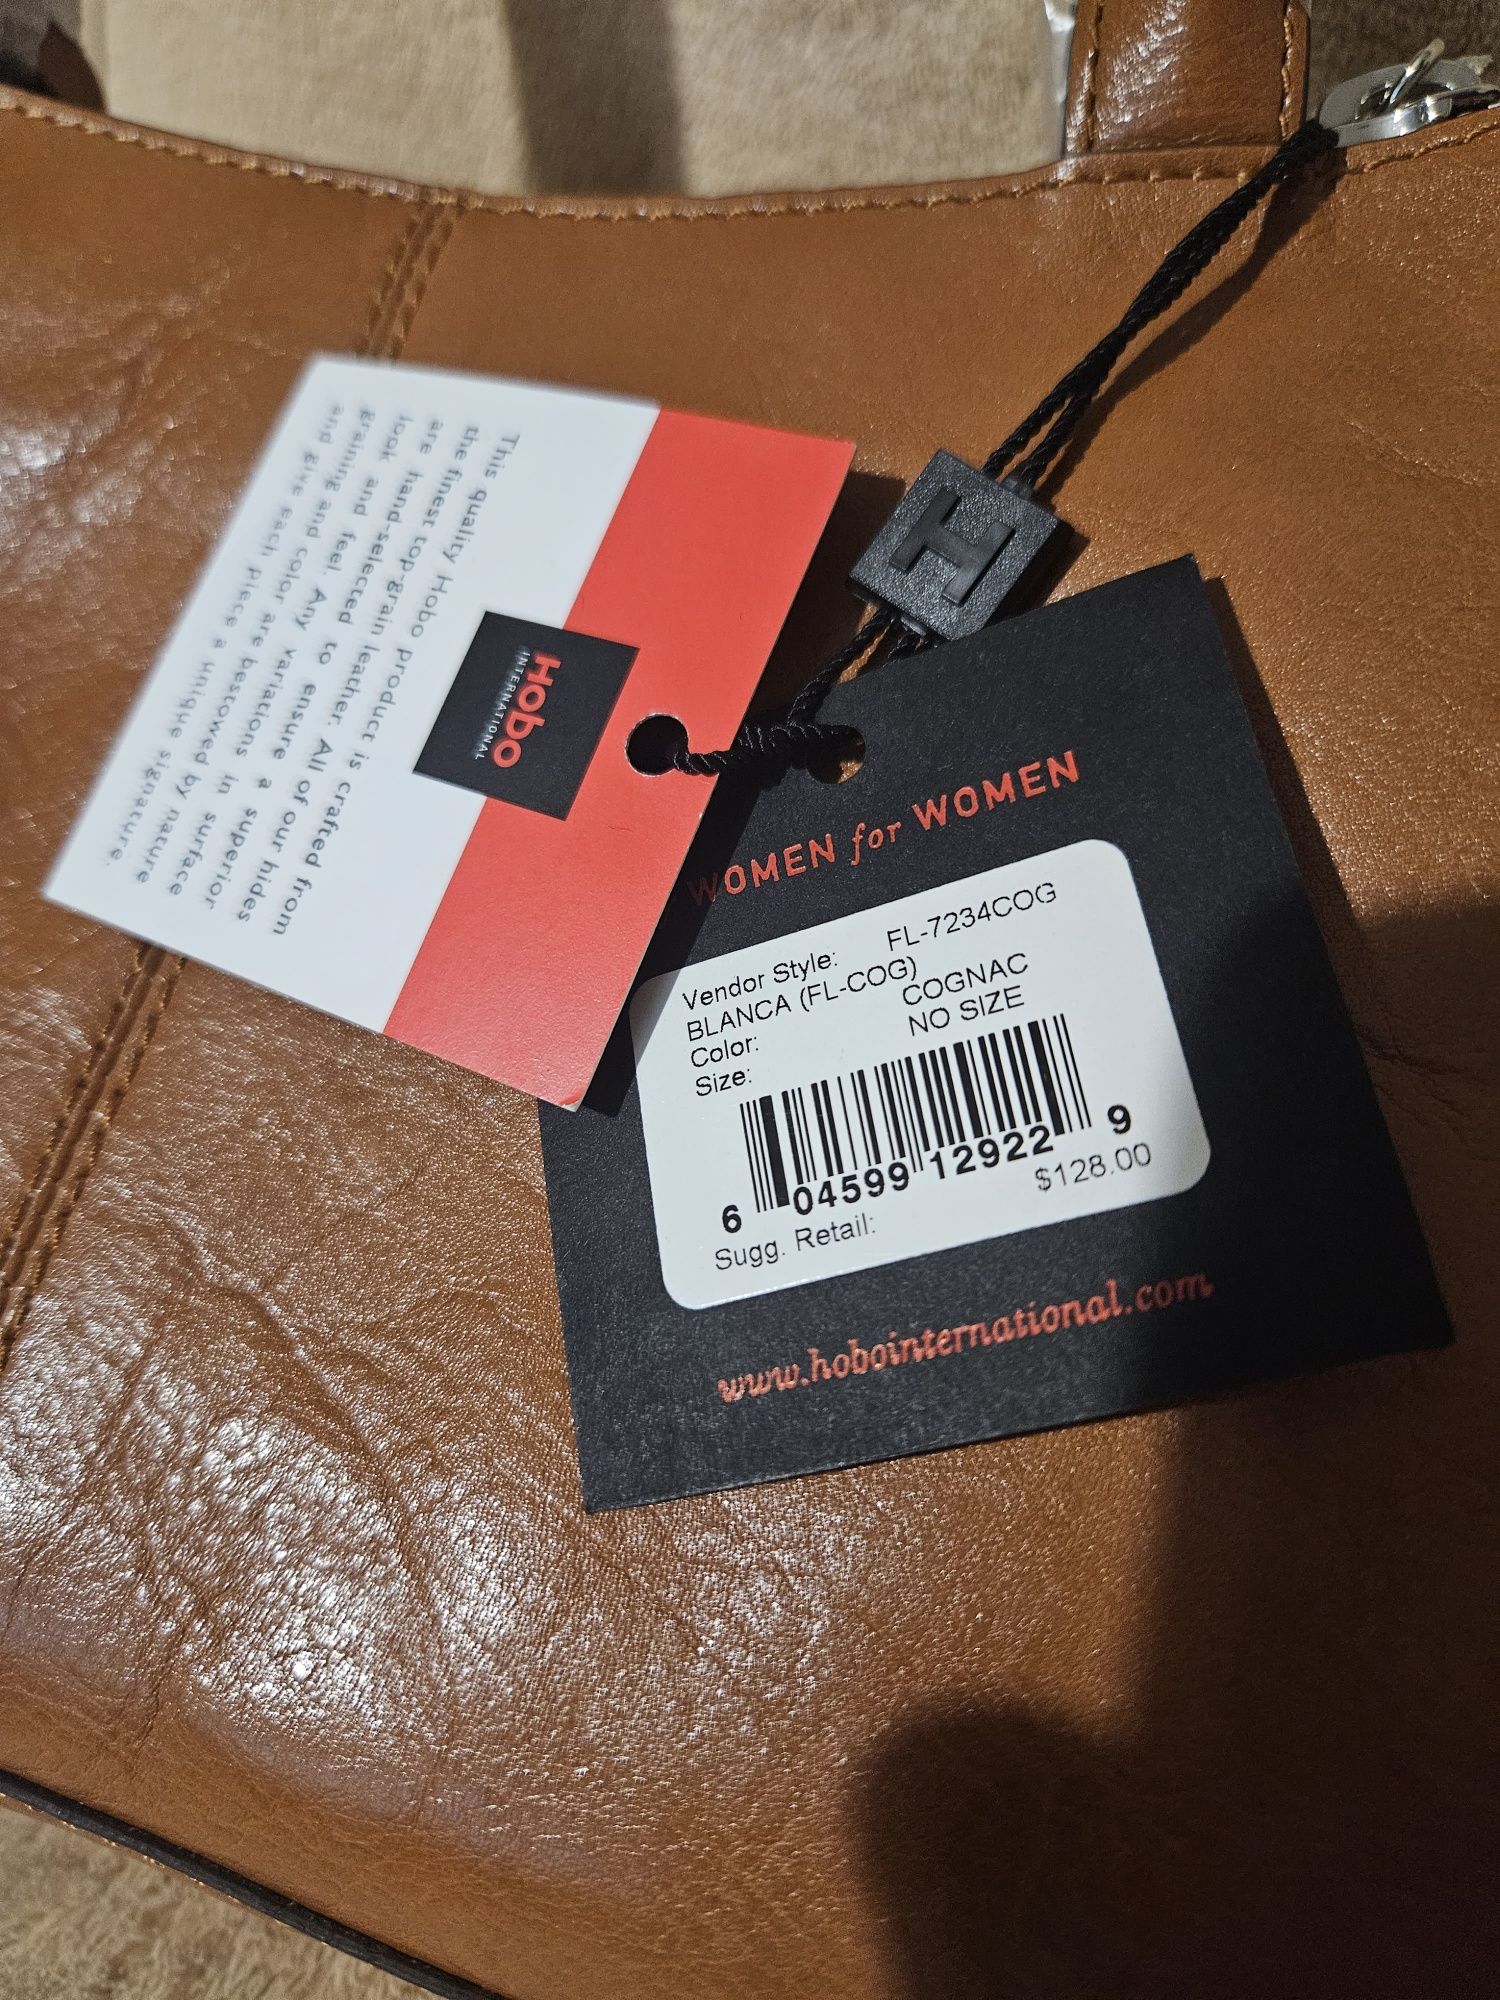 This quality Hobo product is crafted from
the finest top-grain leather. All of our hides
are hand-selected to ensure a superior
look and feel. Any variations in surface
graining and color are bestowed by nature
and give each piece a unique signature.
HOBO
INTERNATIONAL
H
WOMEN for WOMEN
Vendor Style: FL-7234COG
BLANCA (FL-COG)
Color: COGNAC
Size: NO SIZE
6 04599 12922 9
Sugg. Retail: $128.00
www.hobointernational.com